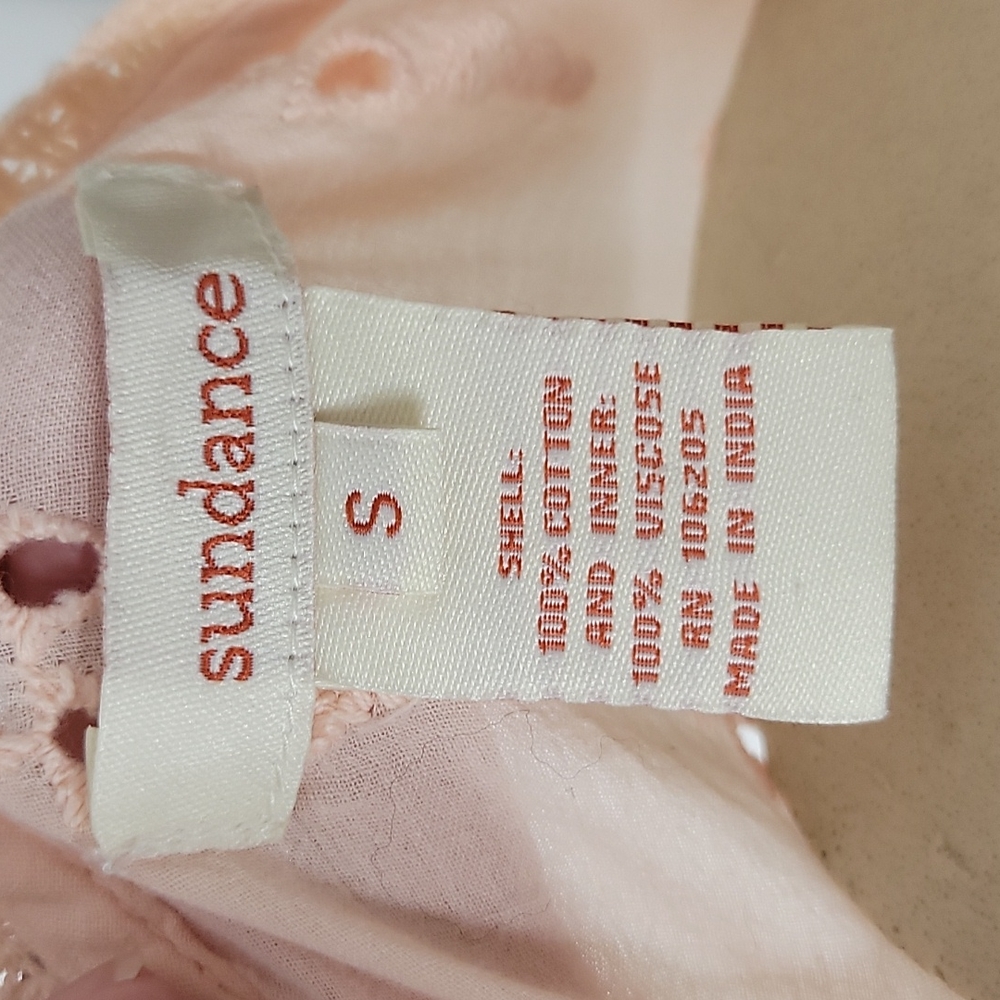 sundance
S
SHELL:
100% COTTON
AND INNER:
100% VISCOSE
RN 106205
MADE IN INDIA